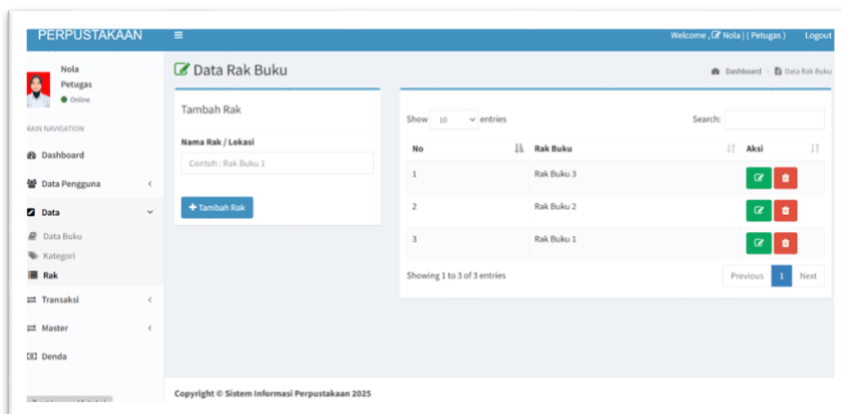 PERPUSTAKAAN
Welcome , Nola | ( Petugas ) Logout
Nola
Petugas
Online
MAIN NAVIGATION
Dashboard
Data Pengguna
Data
Data Buku
Kategori
Rak
Transaksi
Master
Denda
Data Rak Buku
Dashboard / Data Rak Buku
Tambah Rak
Nama Rak / Lokasi
Contoh : Rak Buku 1
+ Tambah Rak
Show 10 entries Search:
No Rak Buku Aksi
1 Rak Buku 3
2 Rak Buku 2
3 Rak Buku 1
Showing 1 to 3 of 3 entries Previous 1 Next
Copyright © Sistem Informasi Perpustakaan 2025